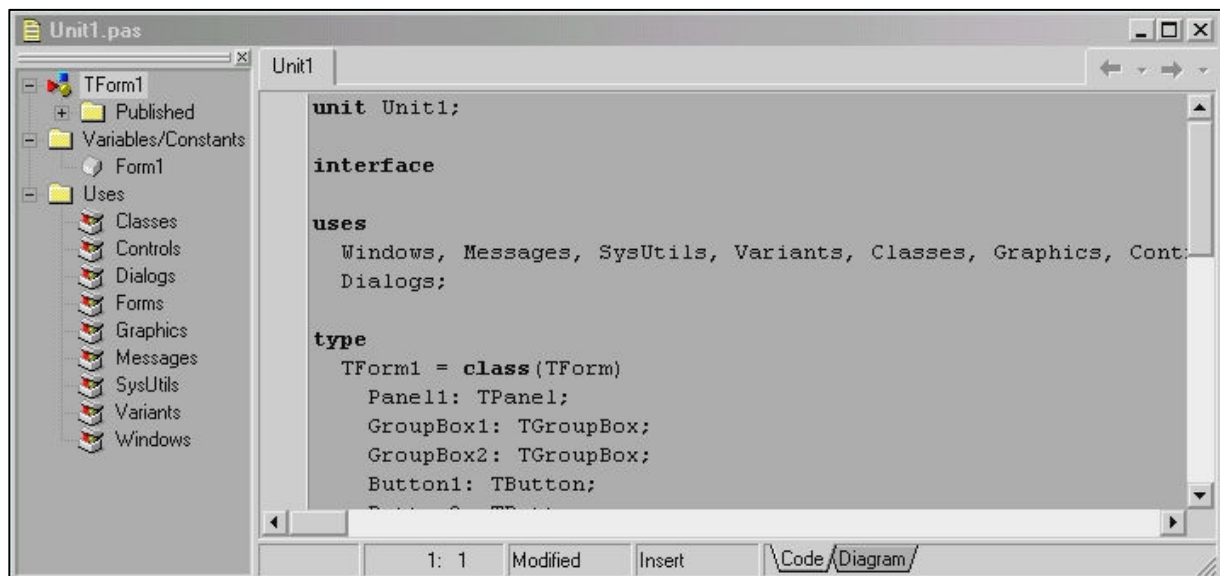 Unit1.pas
TForm1
Published
Variables/Constants
Form1
Uses
Classes
Controls
Dialogs
Forms
Graphics
Messages
SysUtils
Variants
Windows
Unit1
unit Unit1;
interface
uses
Windows, Messages, SysUtils, Variants, Classes, Graphics,
Dialogs;
type
TForm1 = class(TForm)
Panel1: TPanel;
GroupBox1: TGroupBox;
GroupBox2: TGroupBox;
Button1: TButton;
1: 1 Modified Insert Code Diagram